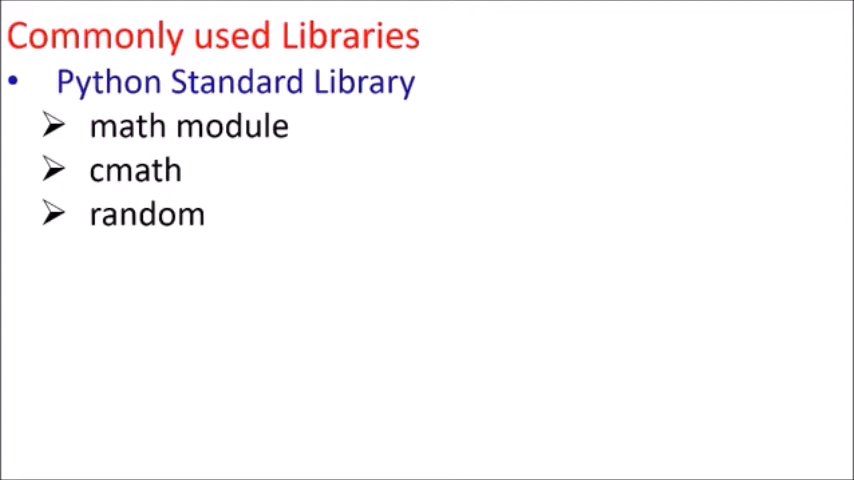 Commonly used Libraries
• Python Standard Library
➢ math module
➢ cmath
➢ random